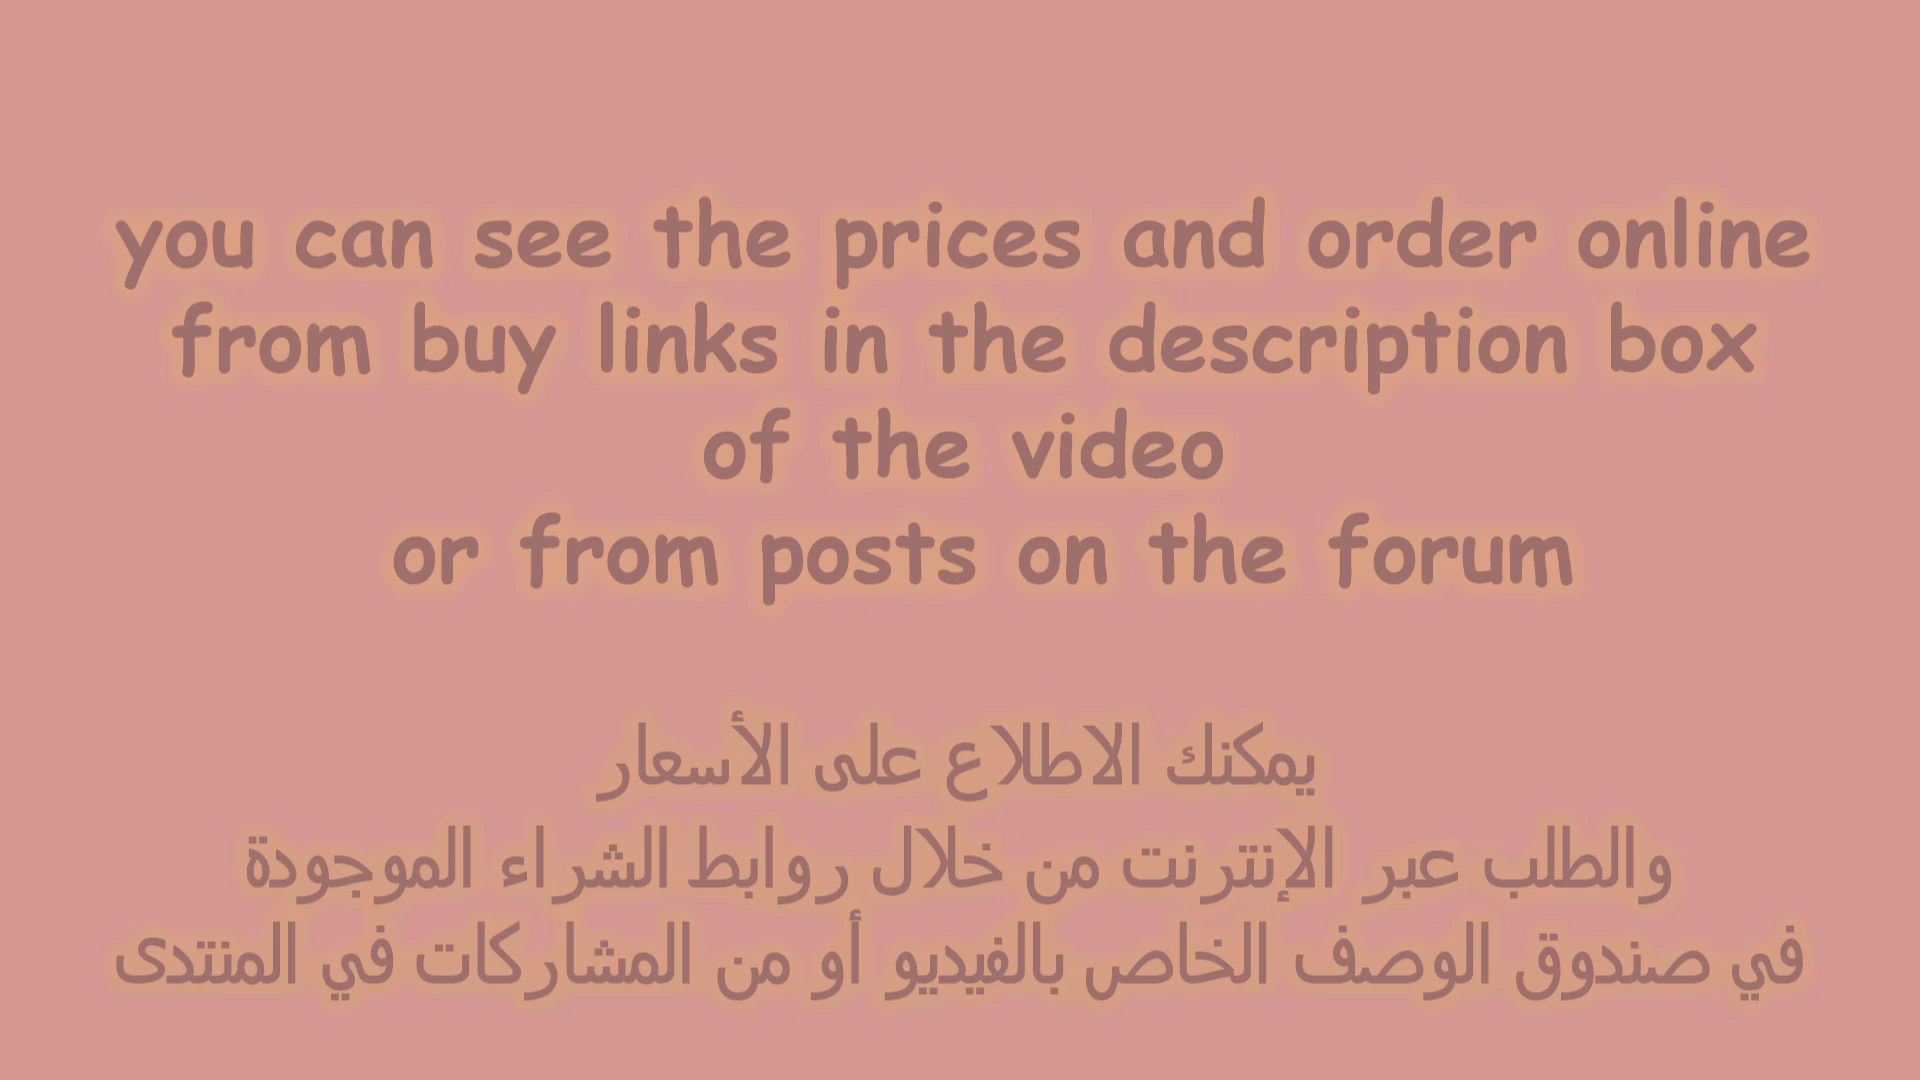 you can see the prices and order online
from buy links in the description box
of the video
or from posts on the forum
يمكنك الاطلاع على الأسعار
والطلب عبر الإنترنت من خلال روابط الشراء الموجودة
في صندوق الوصف الخاص بالفيديو أو من المشاركات في المنتدى